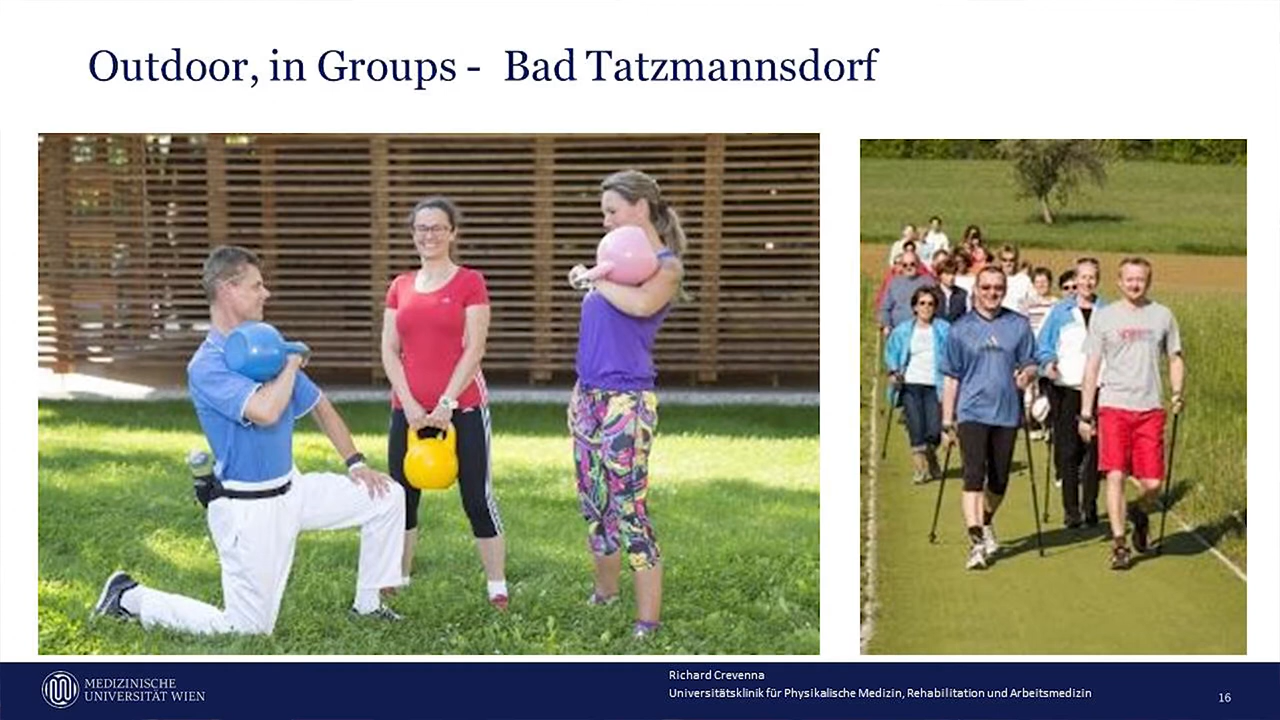 Outdoor, in Groups - Bad Tatzmannsdorf
MEDIZINISCHE
UNIVERSITÄT WIEN
Richard Crevenna
Universitätsklinik für Physikalische Medizin, Rehabilitation und Arbeitsmedizin
16